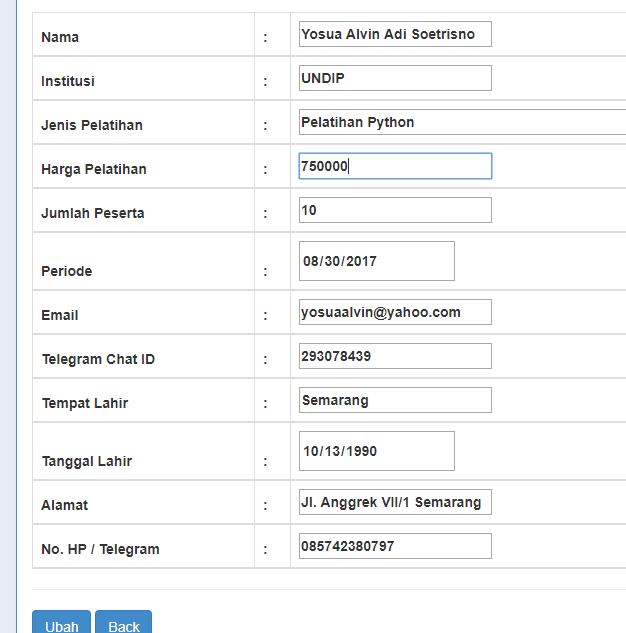 Nama : Yosua Alvin Adi Soetrisno
Institusi : UNDIP
Jenis Pelatihan : Pelatihan Python
Harga Pelatihan : 750000
Jumlah Peserta : 10
Periode : 08/30/2017
Email : yosuaalvin@yahoo.com
Telegram Chat ID : 293078439
Tempat Lahir : Semarang
Tanggal Lahir : 10/13/1990
Alamat : Jl. Anggrek VII/1 Semarang
No. HP / Telegram : 085742380797
Ubah Back